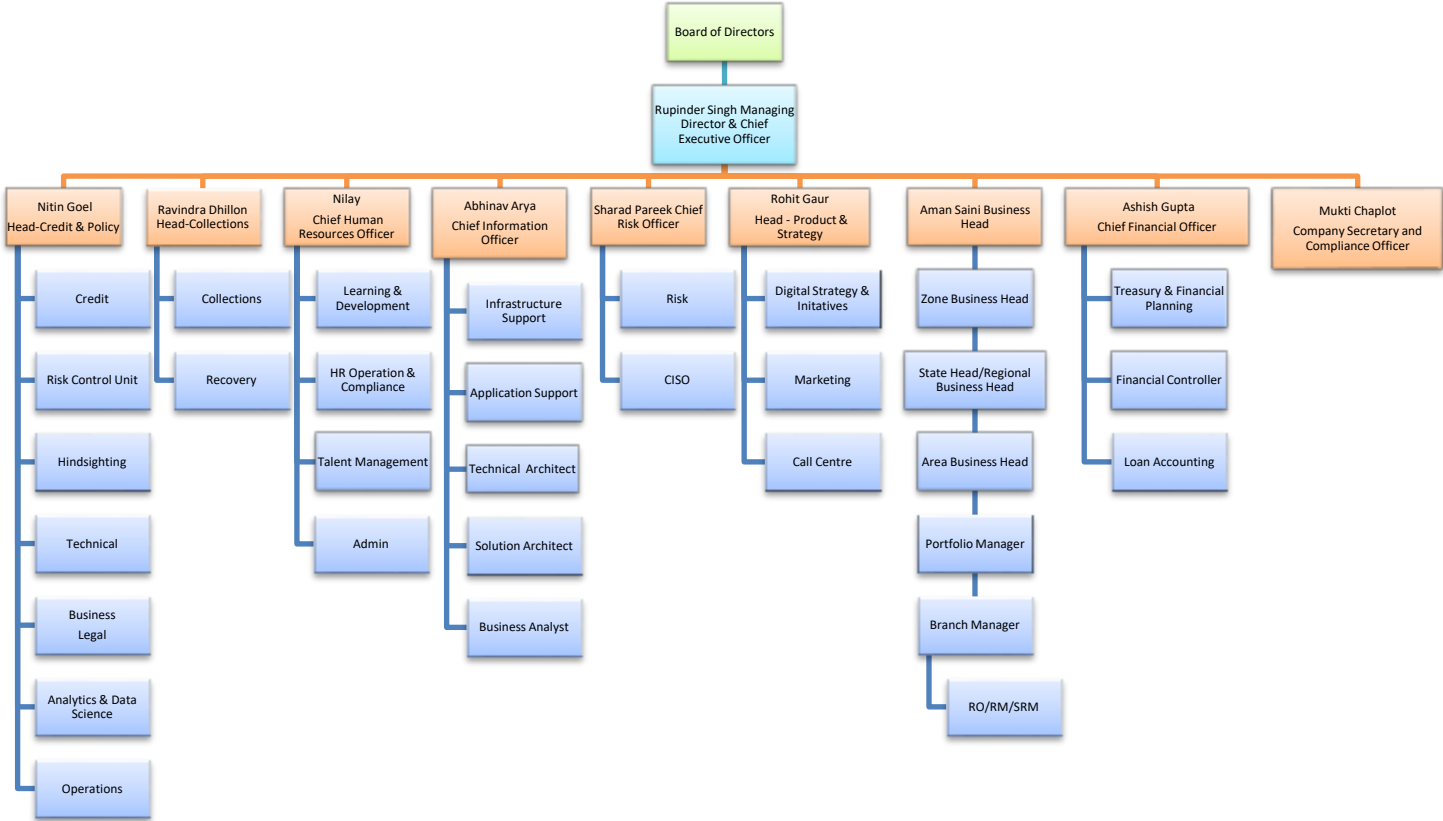 Board of Directors
Rupinder Singh Managing
Director & Chief
Executive Officer
Nitin Goel
Head-Credit & Policy
Credit
Risk Control Unit
Hindsighting
Technical
Business
Legal
Analytics & Data
Science
Operations
Ravindra Dhillon
Head-Collections
Collections
Recovery
Nilay
Chief Human
Resources Officer
Learning &
Development
HR Operation &
Compliance
Talent Management
Admin
Abhinav Arya
Chief Information
Officer
Infrastructure
Support
Application Support
Technical Architect
Solution Architect
Business Analyst
Sharad Pareek Chief
Risk Officer
Risk
CISO
Rohit Gaur
Head - Product &
Strategy
Digital Strategy &
Initatives
Marketing
Call Centre
Aman Saini Business
Head
Zone Business Head
State Head/Regional
Business Head
Area Business Head
Portfolio Manager
Branch Manager
RO/RM/SRM
Ashish Gupta
Chief Financial Officer
Treasury & Financial
Planning
Financial Controller
Loan Accounting
Mukti Chaplot
Company Secretary and
Compliance Officer